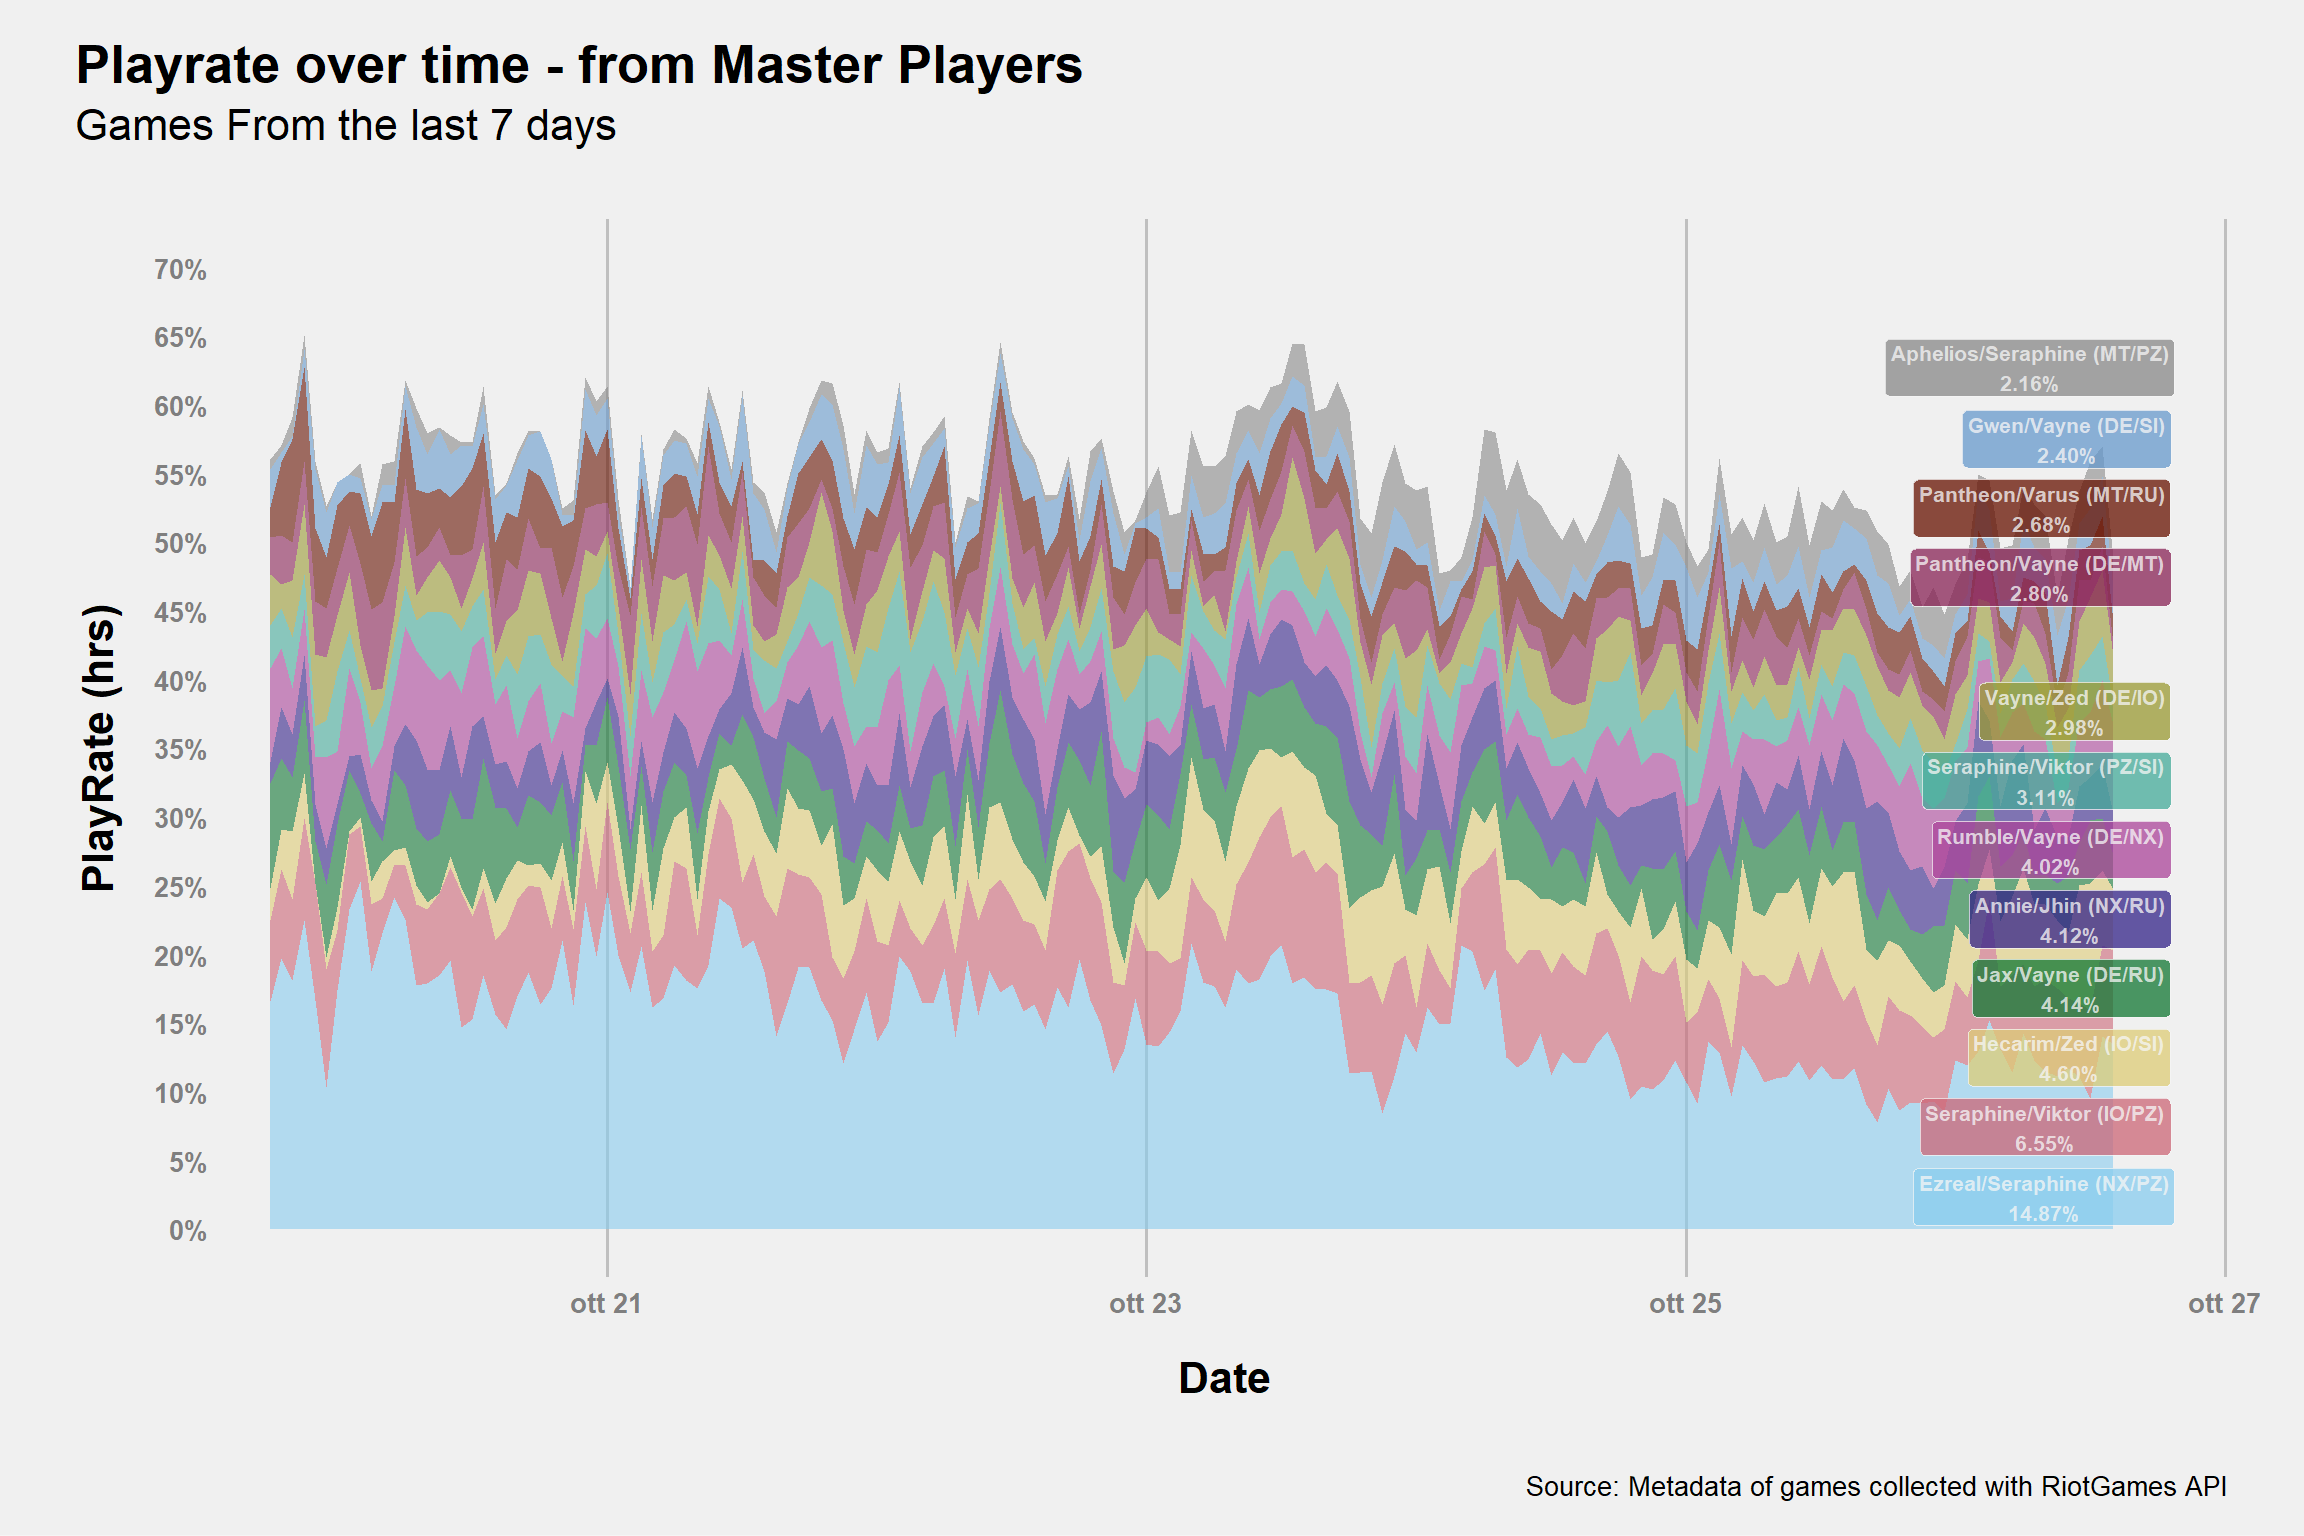 Playrate over time - from Master Players
Games From the last 7 days
PlayRate (hrs)
70%
65%
60%
55%
50%
45%
40%
35%
30%
25%
20%
15%
10%
5%
0%
Aphelios/Seraphine (MT/PZ)
2.16%
Gwen/Vayne (DE/SI)
2.40%
Pantheon/Varus (MT/RU)
2.68%
Pantheon/Vayne (DE/MT)
2.80%
Vayne/Zed (DE/IO)
2.98%
Seraphine/Viktor (PZ/SI)
3.11%
Rumble/Vayne (DE/NX)
4.02%
Annie/Jhin (NX/RU)
4.12%
Jax/Vayne (DE/RU)
4.14%
Hecarim/Zed (IO/SI)
4.60%
Seraphine/Viktor (IO/PZ)
6.55%
Ezreal/Seraphine (NX/PZ)
14.87%
ott 21
ott 23
ott 25
ott 27
Date
Source: Metadata of games collected with RiotGames API